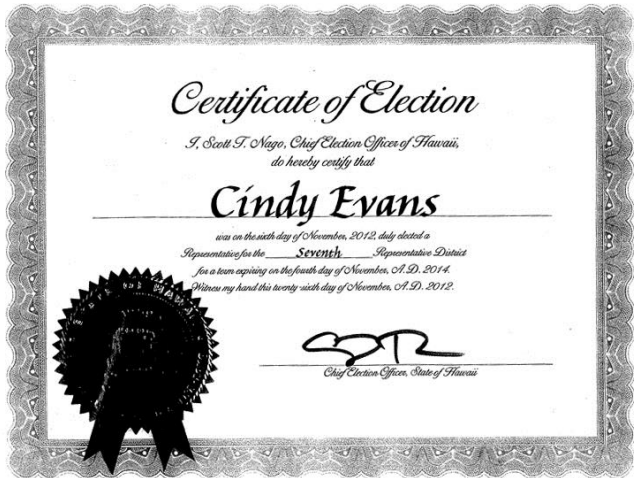 Certificate of Election
I, Scott T. Nago, Chief Election Officer of Hawaii,
do hereby certify that
Cindy Evans
was on the sixth day of November, 2012, duly elected a
Representative for the Seventh Representative District
for a term expiring on the fourth day of November, A.D. 2014.
Witness my hand this twenty-sixth day of November, A.D. 2012.
Chief Election Officer, State of Hawaii